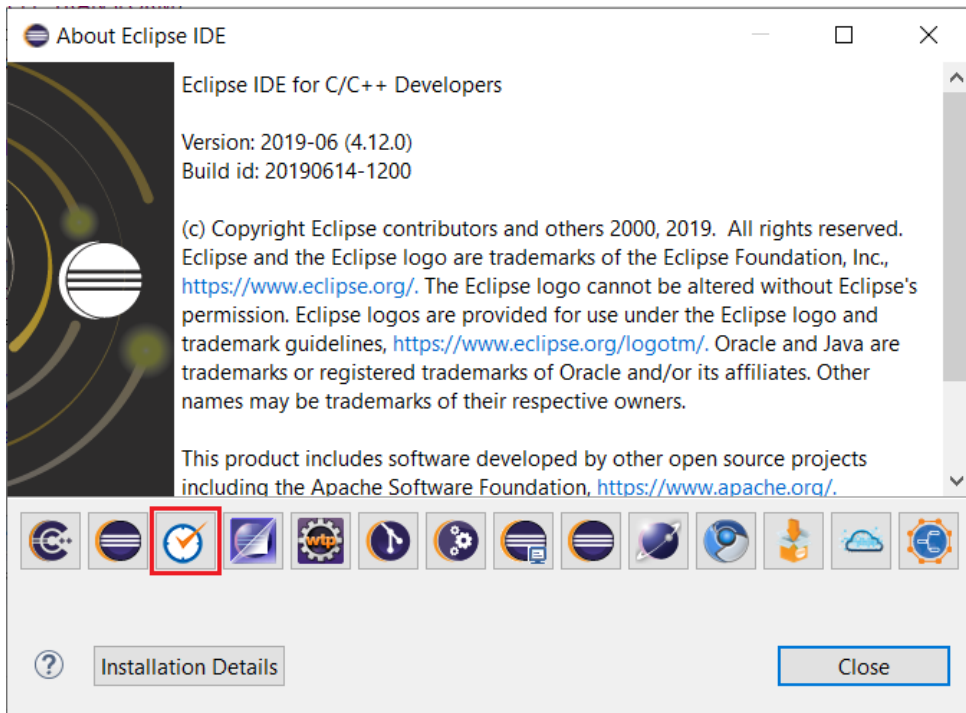 About Eclipse IDE
Eclipse IDE for C/C++ Developers
Version: 2019-06 (4.12.0)
Build id: 20190614-1200
(c) Copyright Eclipse contributors and others 2000, 2019.  All rights reserved.
Eclipse and the Eclipse logo are trademarks of the Eclipse Foundation, Inc.,
https://www.eclipse.org/. The Eclipse logo cannot be altered without Eclipse's
permission. Eclipse logos are provided for use under the Eclipse logo and
trademark guidelines, https://www.eclipse.org/logotm/. Oracle and Java are
trademarks or registered trademarks of Oracle and/or its affiliates. Other
names may be trademarks of their respective owners.
This product includes software developed by other open source projects
including the Apache Software Foundation, https://www.apache.org/.
wtp
Installation Details
Close